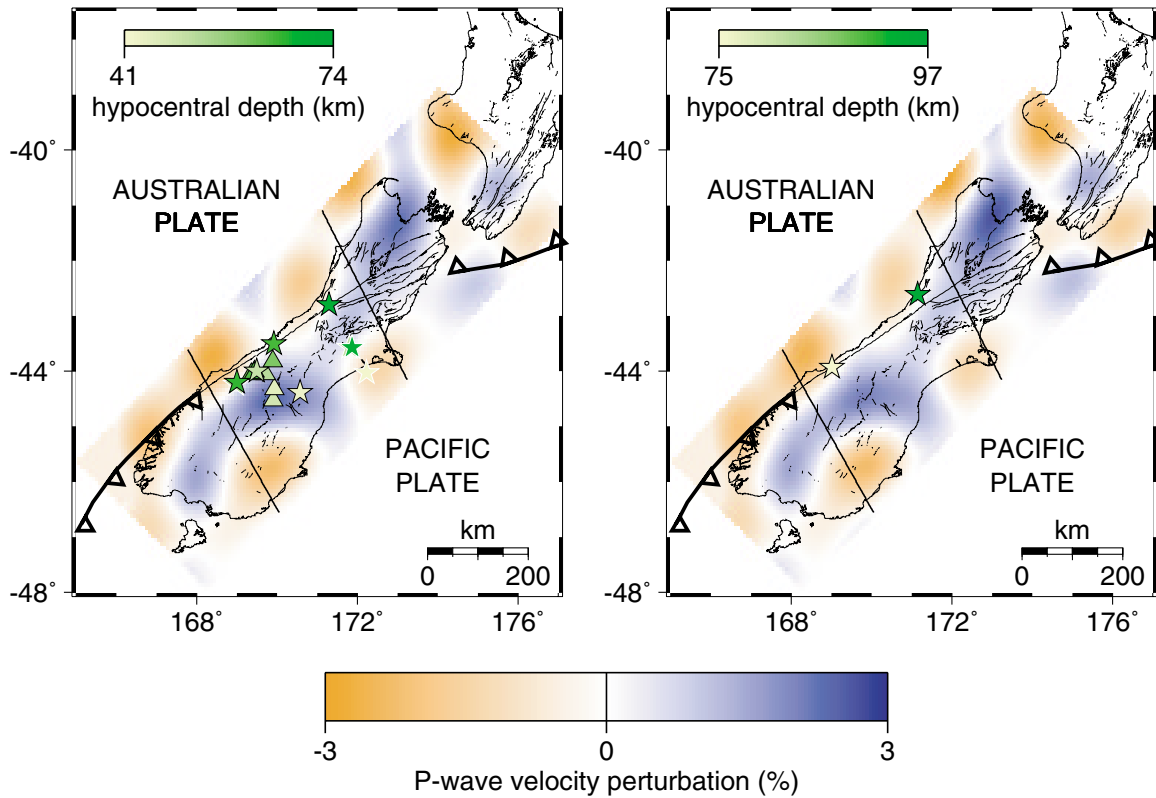 41 74
hypocentral depth (km)
-40˚
AUSTRALIAN
PLATE
-44˚
PACIFIC
PLATE
km
0 200
-48˚
168˚ 172˚ 176˚
75 97
hypocentral depth (km)
-40˚
AUSTRALIAN
PLATE
-44˚
PACIFIC
PLATE
km
0 200
-48˚
168˚ 172˚ 176˚
-3 0 3
P-wave velocity perturbation (%)